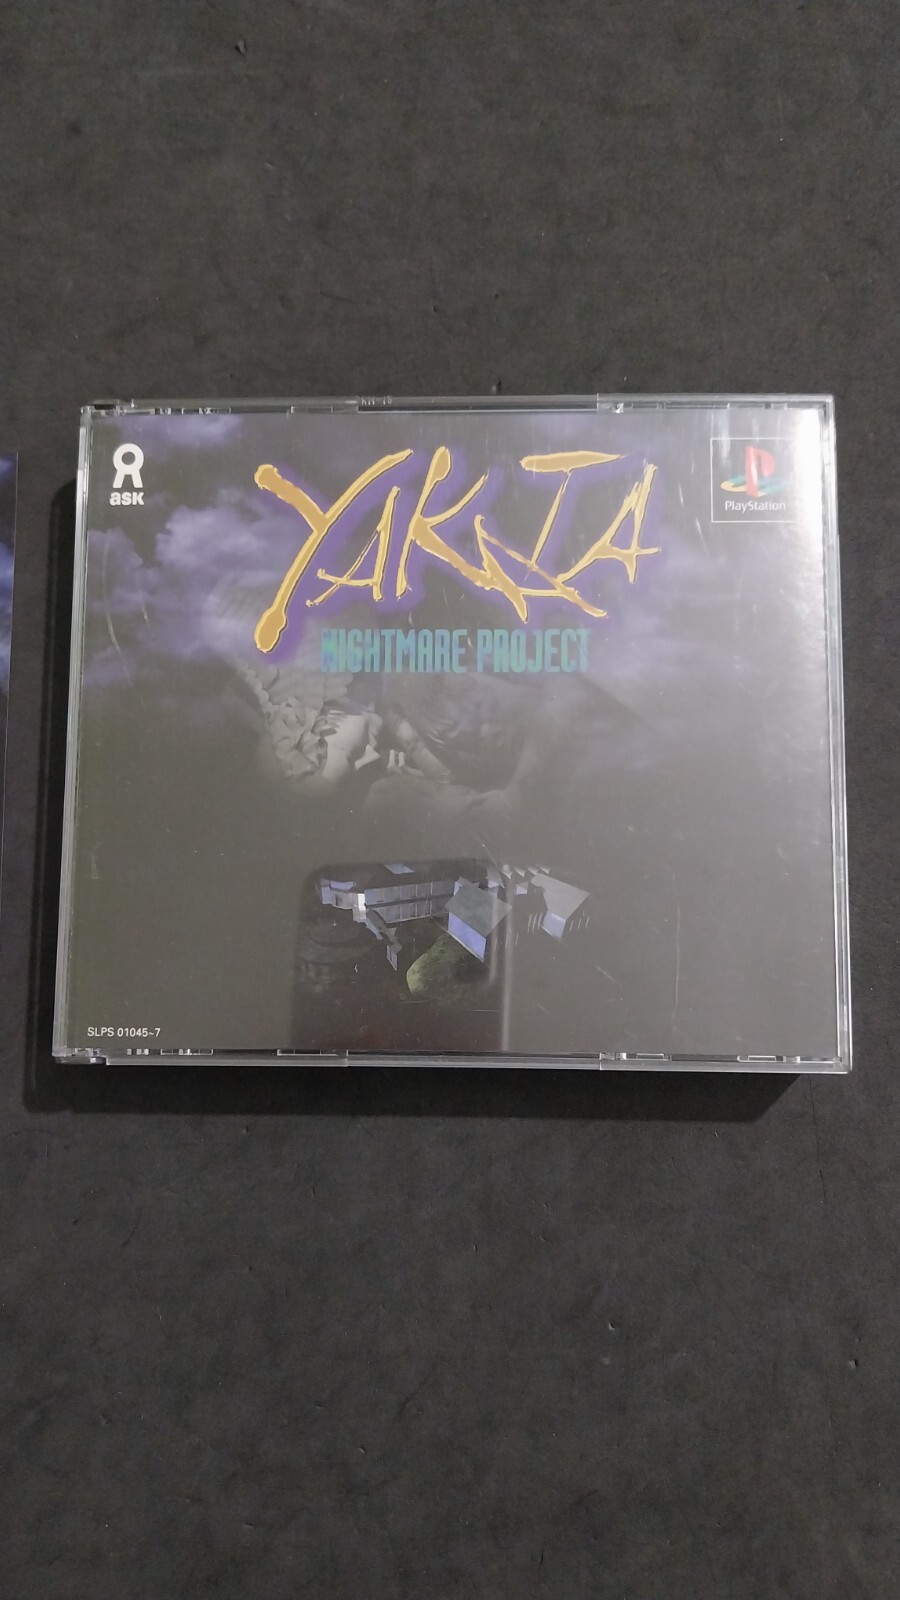 ask
YAKATA
PlayStation
NIGHTMARE PROJECT
SLPS 01045~7